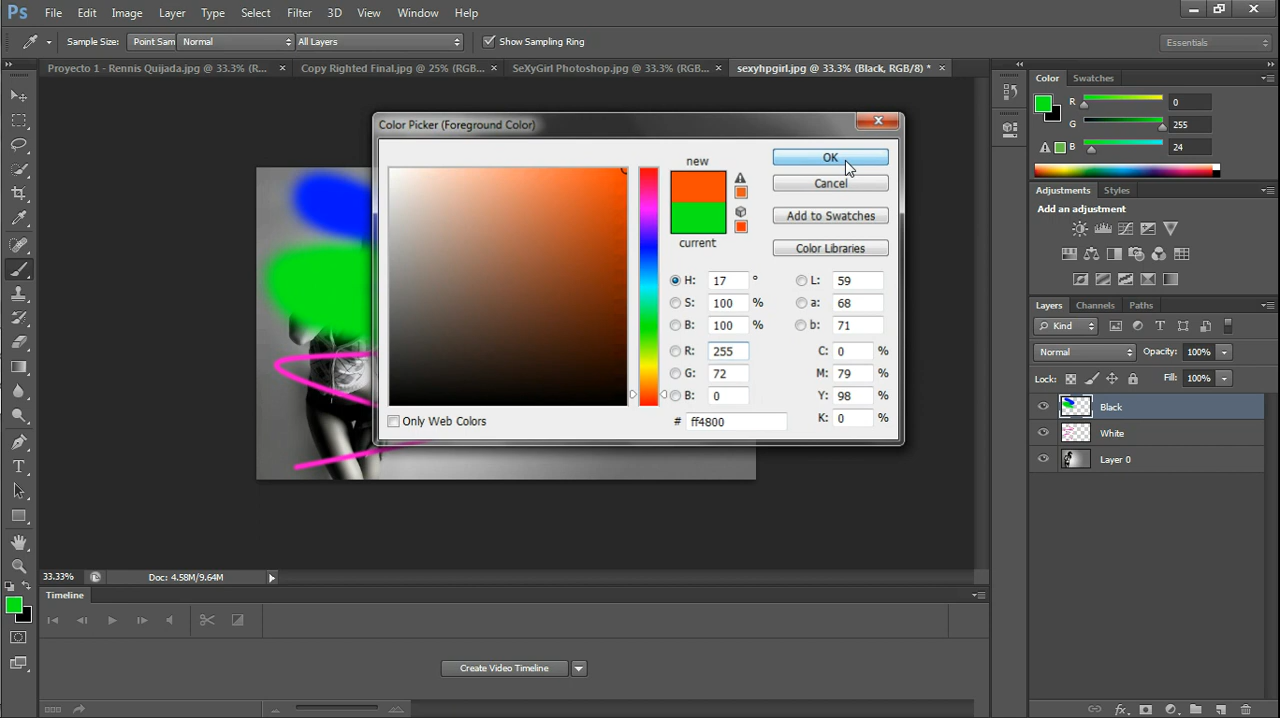 Ps File Edit Image Layer Type Select Filter 3D View Window Help
Sample Size: Point Sam Normal All Layers Show Sampling Ring Essentials
Proyecto 1 - Rennis Quijada.jpg @ 33.3% (R... Copy Righted Final.jpg @ 25% (RGB... SeXyGirl Photoshop.jpg @ 33.3% (RGB... sexyhpgirl.jpg @ 33.3% (Black, RGB/8) *
Color Swatches
R 0
G 255
B 24
Adjustments Styles
Add an adjustment
Layers Channels Paths
Kind
Normal Opacity: 100%
Lock: Fill: 100%
Black
White
Layer 0
Color Picker (Foreground Color)
new
current
OK
Cancel
Add to Swatches
Color Libraries
H: 17 ° L: 59
S: 100 % a: 68
B: 100 % b: 71
R: 255 C: 0 %
G: 72 M: 79 %
B: 0 Y: 98 %
# ff4800 K: 0 %
Only Web Colors
T
33.33% Doc: 4.58M/9.64M
Timeline
Create Video Timeline
fx